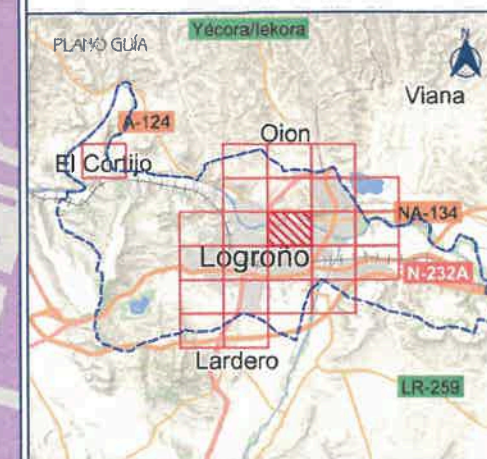 PLANO GUÍA
Yécora/Iekora
N
Viana
A-124
Oion
El Cortijo
NA-134
Logroño
N-232A
Lardero
LR-259